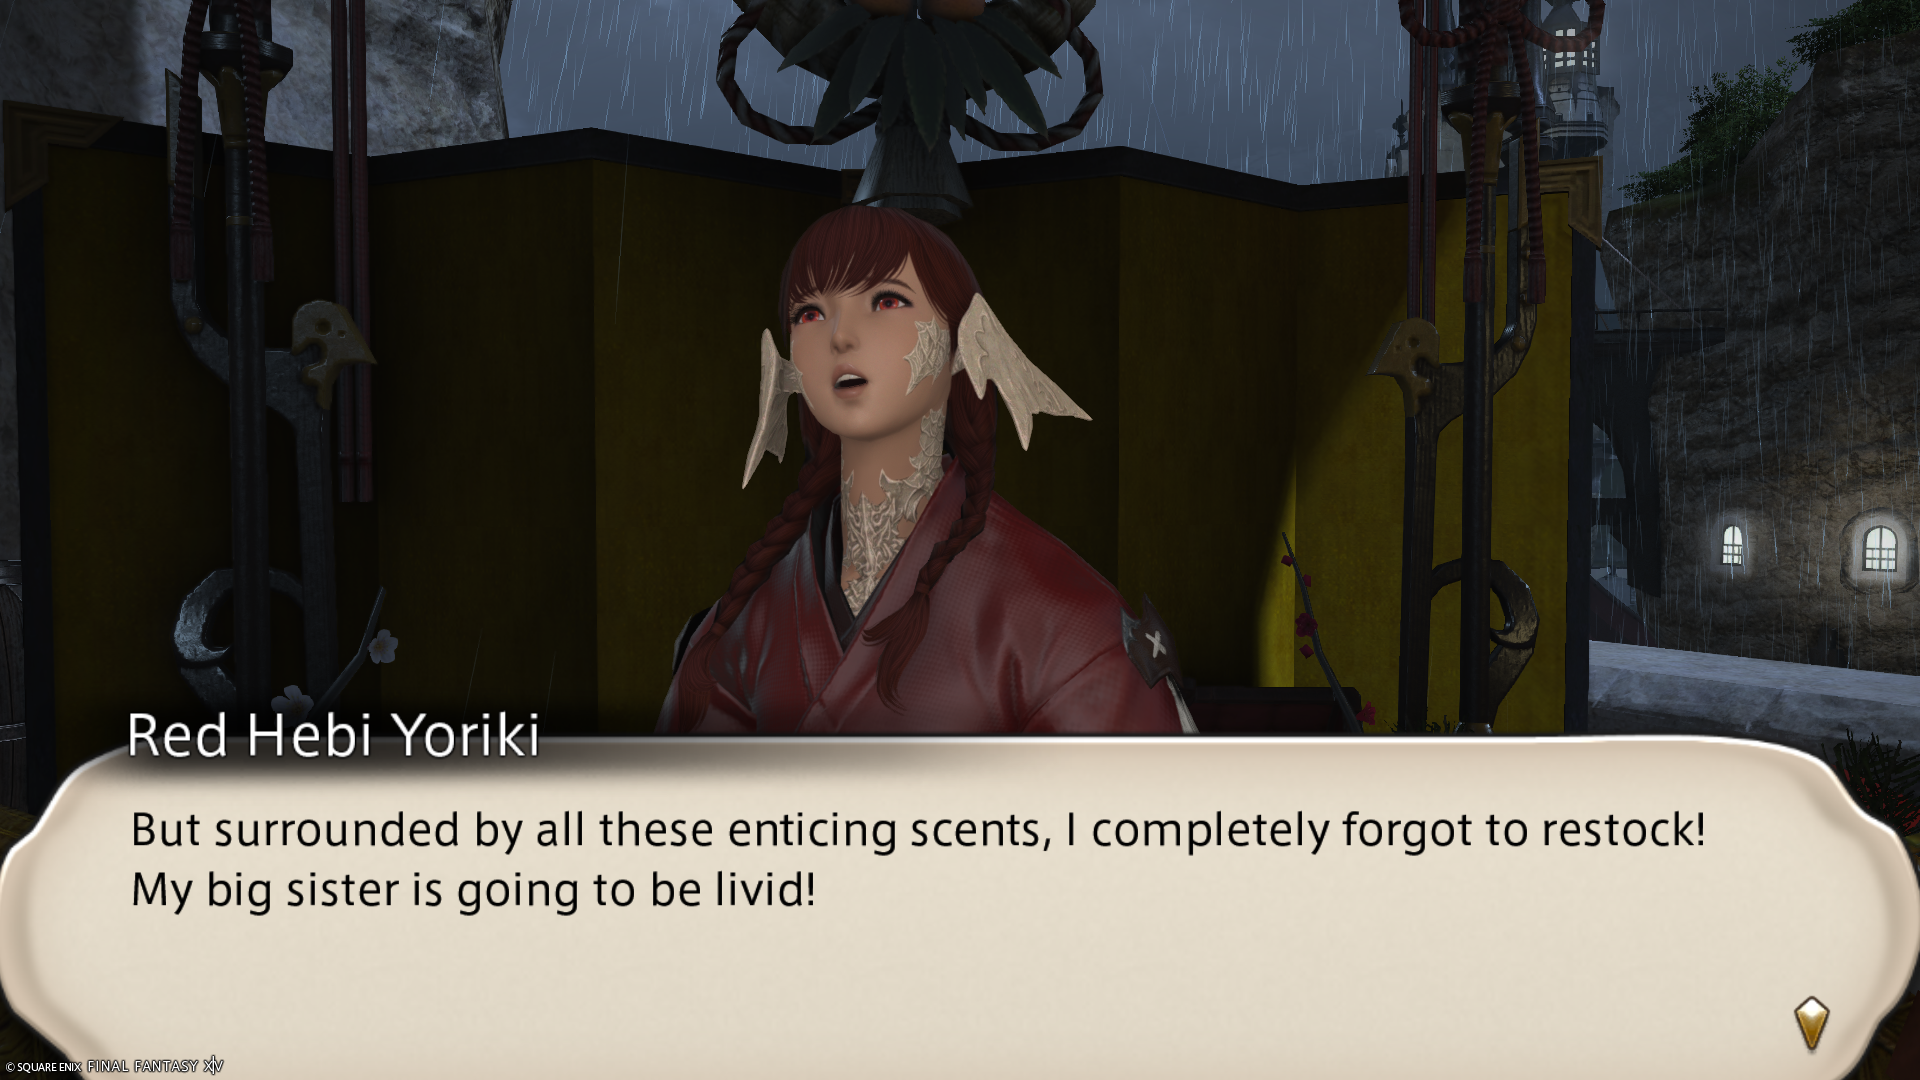 Red Hebi Yoriki
But surrounded by all these enticing scents, I completely forgot to restock!
My big sister is going to be livid!
© SQUARE ENIX FINAL FANTASY XIV